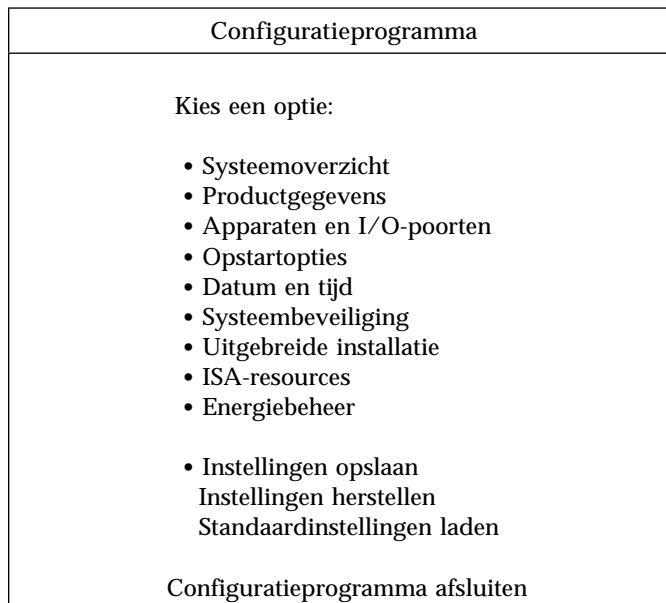 Configuratieprogramma
Kies een optie:
• Systeemoverzicht
• Productgegevens
• Apparaten en I/O-poorten
• Opstartopties
• Datum en tijd
• Systeembeveiliging
• Uitgebreide installatie
• ISA-resources
• Energiebeheer
• Instellingen opslaan
Instellingen herstellen
Standaardinstellingen laden
Configuratieprogramma afsluiten